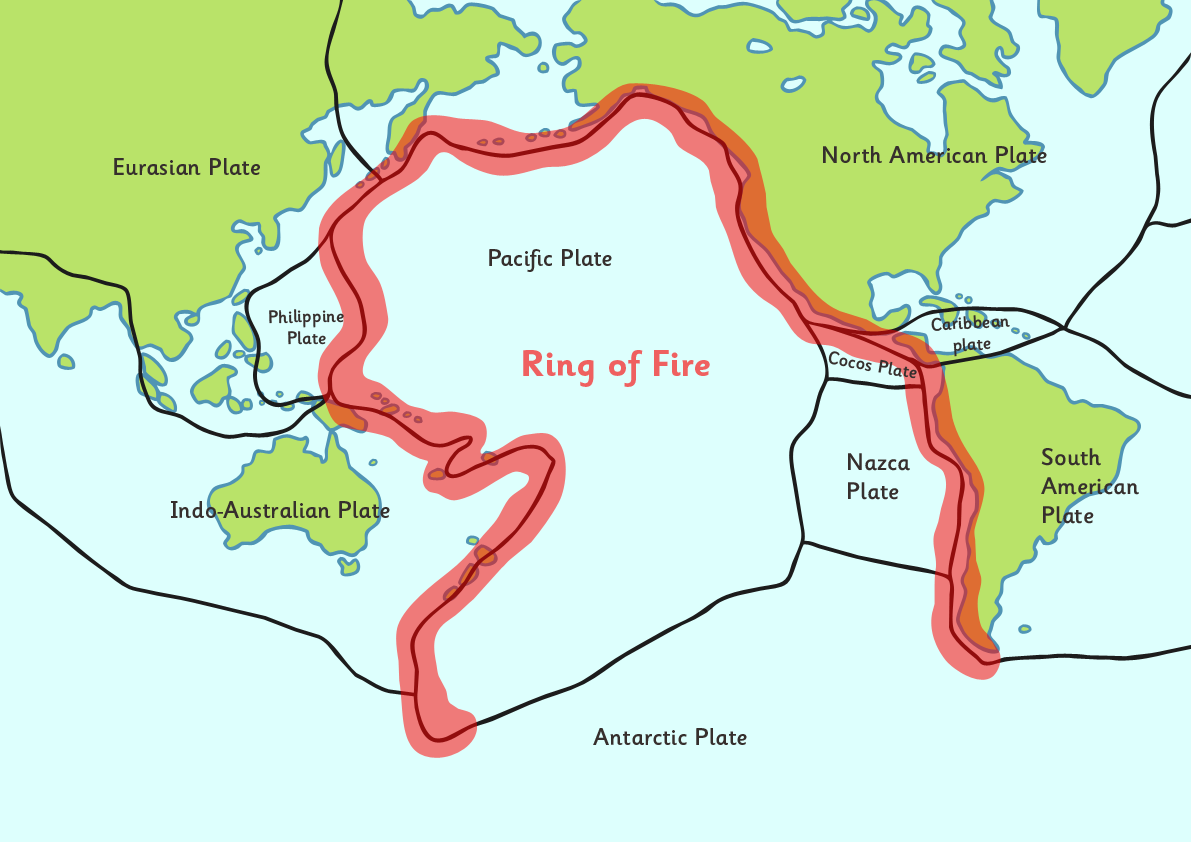 Eurasian Plate
North American Plate
Pacific Plate
Philippine
Plate
Caribbean
plate
Ring of Fire
Cocos Plate
Nazca
Plate
South
American
Plate
Indo-Australian Plate
Antarctic Plate